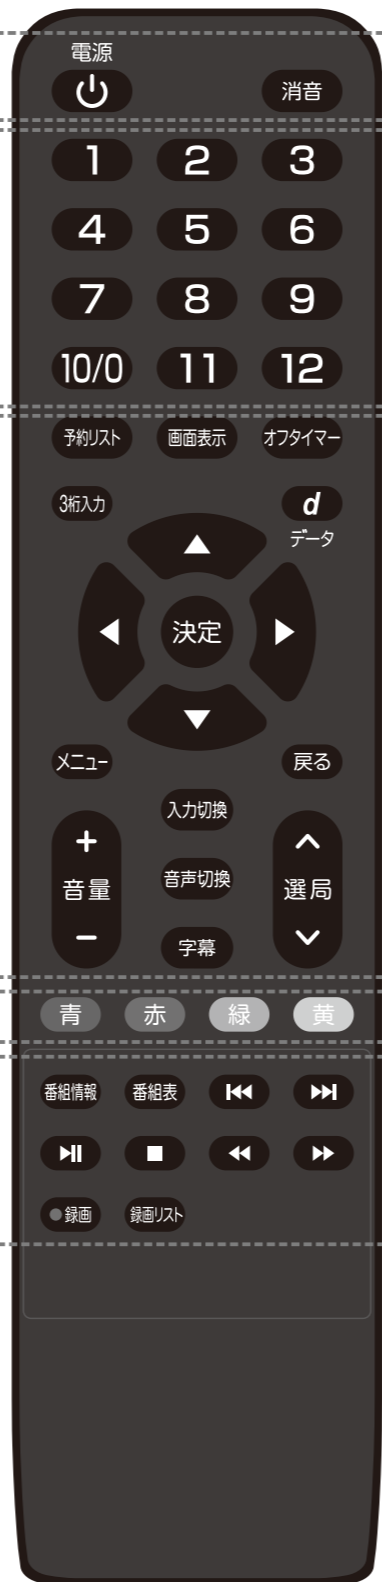 電源
消音
1 2 3
4 5 6
7 8 9
10/0 11 12
予約リスト 画面表示 オフタイマー
3桁入力 d
データ
決定
メニュー 戻る
入力切換
+
音量 音声切換 選局
−
字幕
青 赤 緑 黄
番組情報 番組表
録画 録画リスト